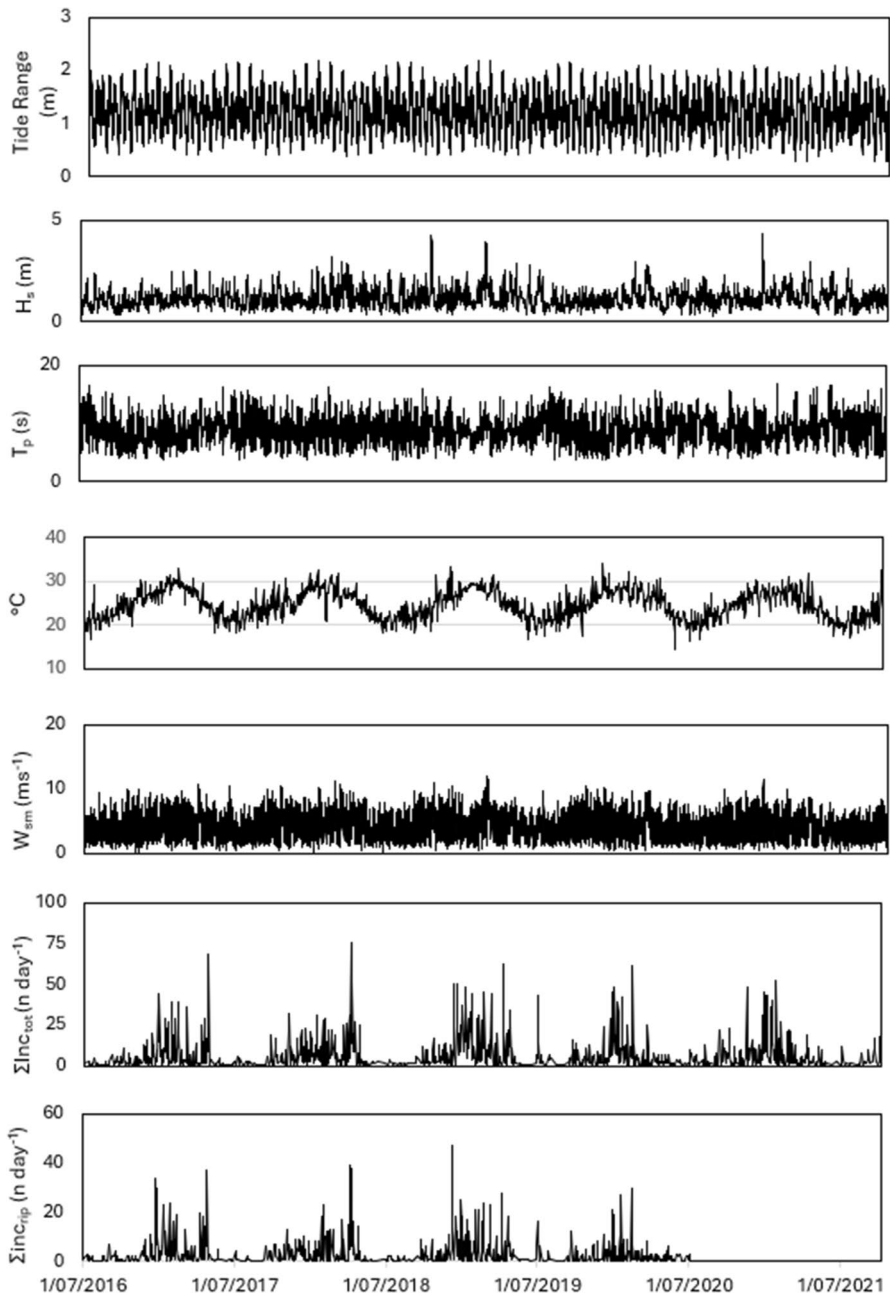 3
2
1
0
Tide Range
(m)
5
0
Hs (m)
20
0
Tp (s)
40
30
20
10
°C
20
10
0
Wsm (ms⁻¹)
100
75
50
25
0
ΣInctot (n day⁻¹)
60
40
20
0
Σincrip (n day⁻¹)
1/07/2016 1/07/2017 1/07/2018 1/07/2019 1/07/2020 1/07/2021